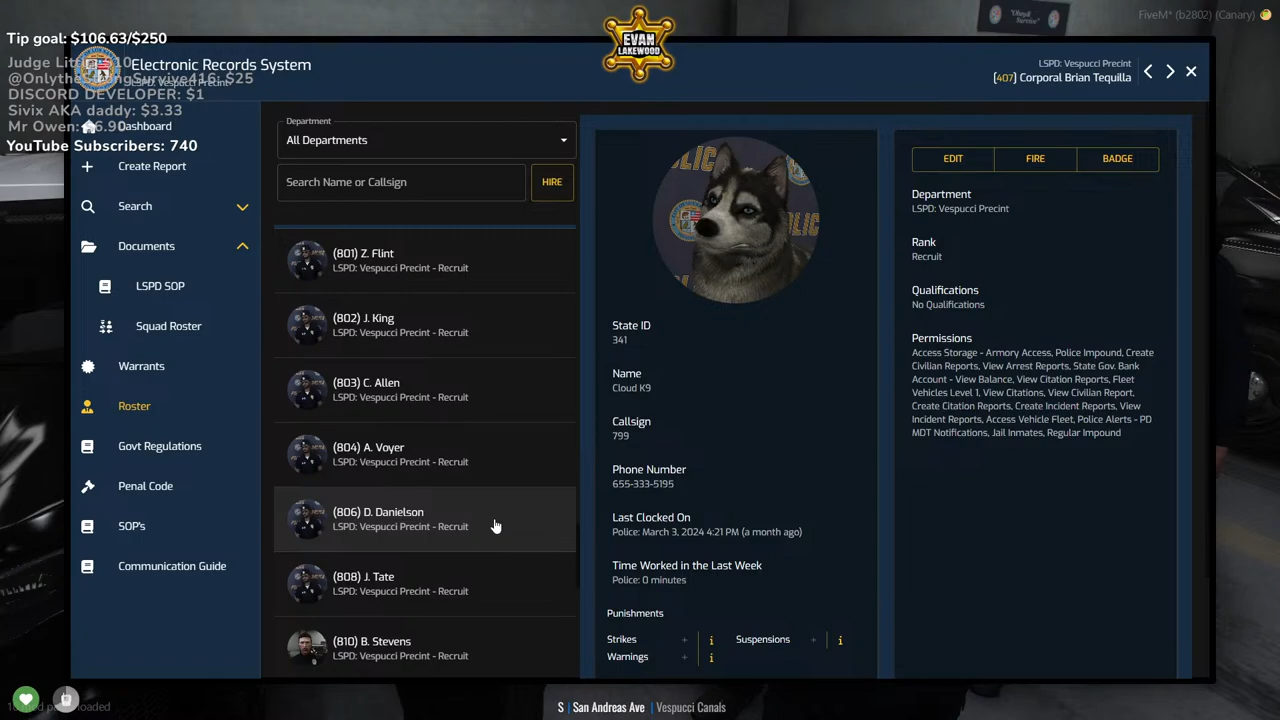 FiveM* (b2802) (Canary)
Tip goal: $106.63/$250
EVAN
LAKEWOOD
Electronic Records System
LSPD: Vespucci Precint
LSPD: Vespucci Precint
[407] Corporal Brian Tequilla
@OnlytheStrongSurvive416: $25
DISCORD DEVELOPER: $1
Sivix AKA daddy: $3.33
Mr Owen: $6.90
YouTube Subscribers: 740
Dashboard
Create Report
Search
Documents
LSPD SOP
Squad Roster
Warrants
Roster
Govt Regulations
Penal Code
SOP's
Communication Guide
Department
All Departments
Search Name or Callsign
HIRE
(801) Z. Flint
LSPD: Vespucci Precint - Recruit
(802) J. King
LSPD: Vespucci Precint - Recruit
(803) C. Allen
LSPD: Vespucci Precint - Recruit
(804) A. Voyer
LSPD: Vespucci Precint - Recruit
(806) D. Danielson
LSPD: Vespucci Precint - Recruit
(808) J. Tate
LSPD: Vespucci Precint - Recruit
(810) B. Stevens
LSPD: Vespucci Precint - Recruit
State ID
341
Name
Cloud K9
Callsign
799
Phone Number
655-333-5195
Last Clocked On
Police: March 3, 2024 4:21 PM (a month ago)
Time Worked in the Last Week
Police: 0 minutes
Punishments
Strikes + i Suspensions + i
Warnings + i
EDIT FIRE BADGE
Department
LSPD: Vespucci Precint
Rank
Recruit
Qualifications
No Qualifications
Permissions
Access Storage - Armory Access, Police Impound, Create
Civilian Reports, View Arrest Reports, State Gov. Bank
Account - View Balance, View Citation Reports, Fleet
Vehicles Level 1, View Citations, View Civilian Report,
Create Citation Reports, Create Incident Reports, View
Incident Reports, Access Vehicle Fleet, Police Alerts - PD
MDT Notifications, Jail Inmates, Regular Impound
S | San Andreas Ave | Vespucci Canals